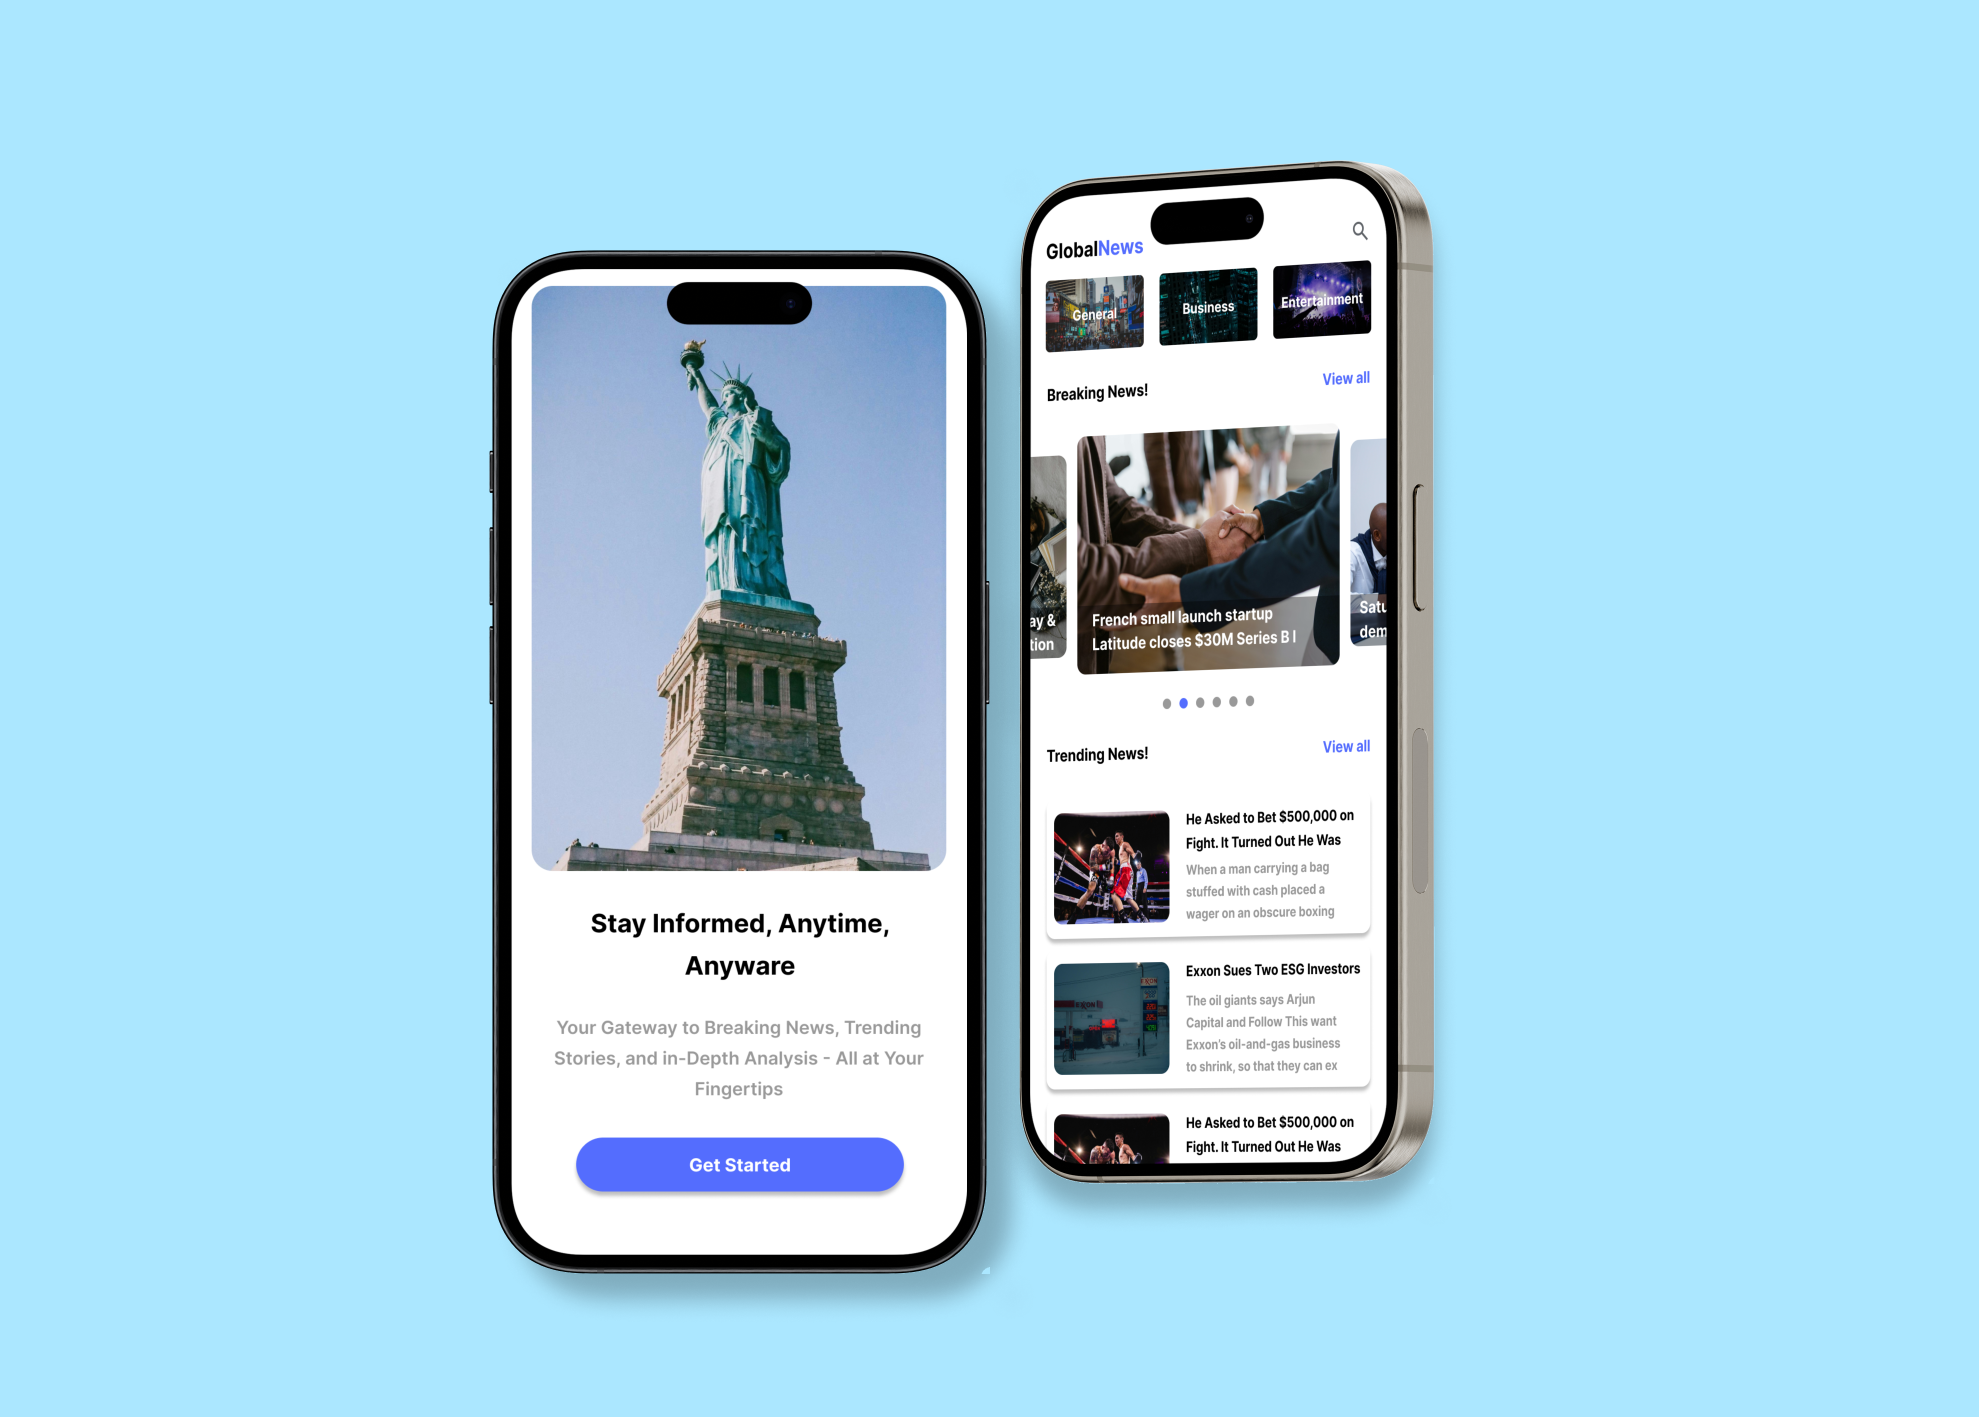 Stay Informed, Anytime,
Anyware
Your Gateway to Breaking News, Trending
Stories, and in-Depth Analysis - All at Your
Fingertips
Get Started
GlobalNews
General
Business
Entertainment
Breaking News!
View all
ay &
tion
French small launch startup
Latitude closes $30M Series B I
Satu
dem
Trending News!
View all
He Asked to Bet $500,000 on
Fight. It Turned Out He Was
When a man carrying a bag
stuffed with cash placed a
wager on an obscure boxing
EXXON
Exxon Sues Two ESG Investors
The oil giants says Arjun
Capital and Follow This want
Exxon's oil-and-gas business
to shrink, so that they can ex
He Asked to Bet $500,000 on
Fight. It Turned Out He Was